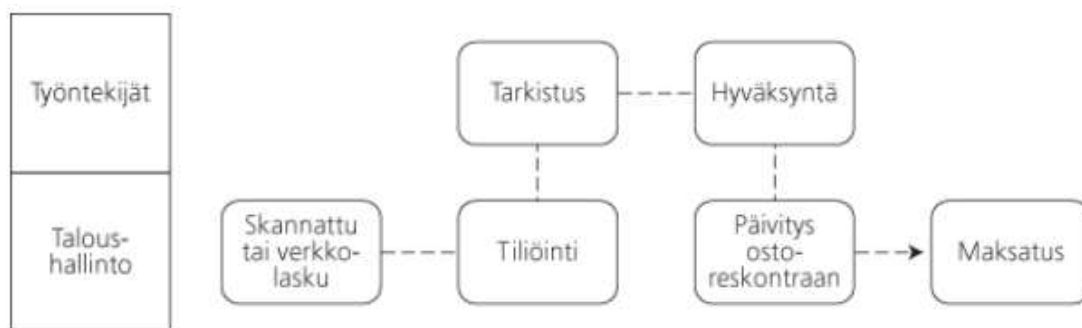 Työntekijät
Tarkistus
Hyväksyntä
Talous-
hallinto
Skannattu
tai verkko-
lasku
Tiliöinti
Päivitys
osto-
reskontraan
Maksatus